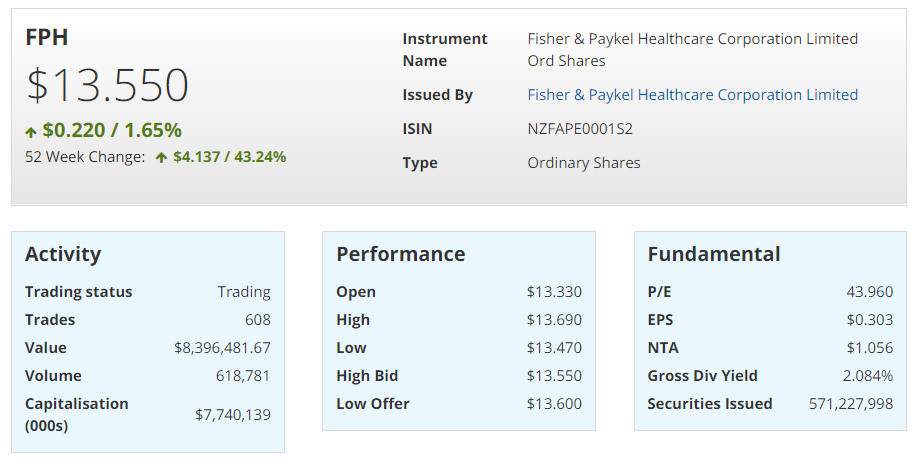 FPH
$13.550
$0.220 / 1.65%
52 Week Change: $4.137 / 43.24%
Instrument Name Fisher & Paykel Healthcare Corporation Limited Ord Shares
Issued By Fisher & Paykel Healthcare Corporation Limited
ISIN NZFAPE0001S2
Type Ordinary Shares
Activity
Trading status Trading
Trades 608
Value $8,396,481.67
Volume 618,781
Capitalisation (000s) $7,740,139
Performance
Open $13.330
High $13.690
Low $13.470
High Bid $13.550
Low Offer $13.600
Fundamental
P/E 43.960
EPS $0.303
NTA $1.056
Gross Div Yield 2.084%
Securities Issued 571,227,998